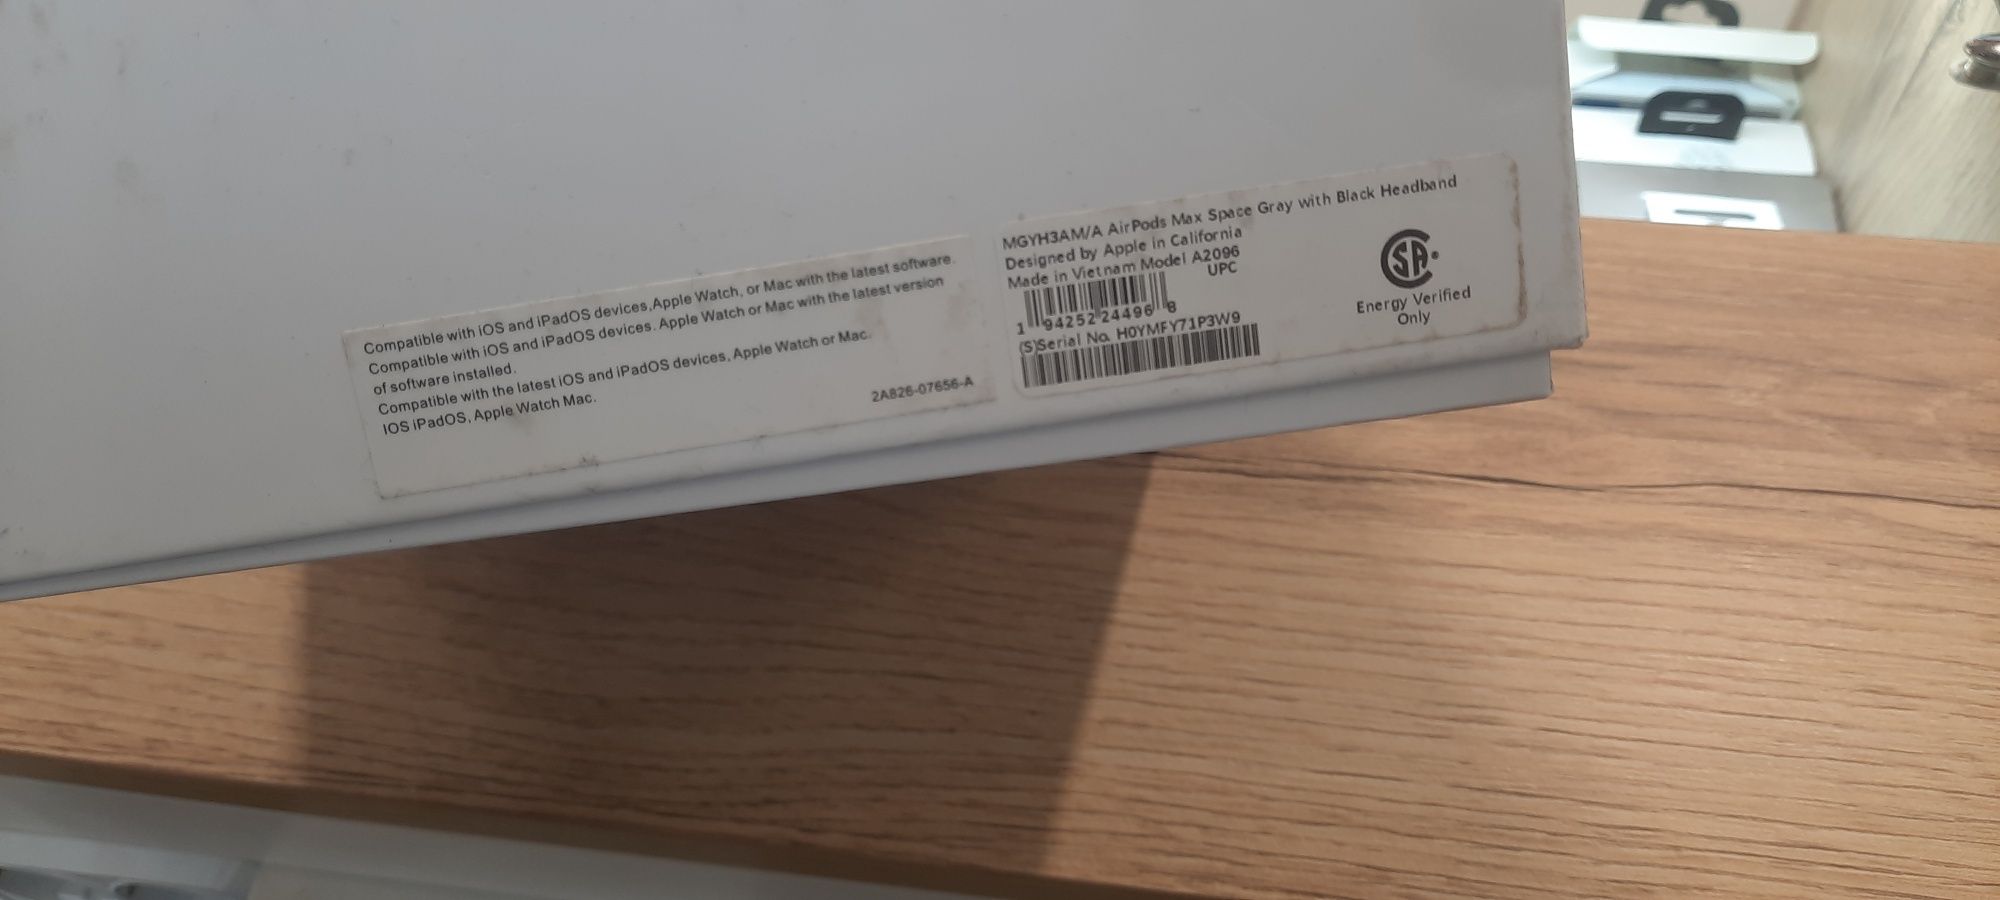 Compatible with iOS and iPadOS devices,Apple Watch, or Mac with the latest software.
Compatible with iOS and iPadOS devices. Apple Watch or Mac with the latest version
of software installed.
Compatible with the latest iOS and iPadOS devices, Apple Watch or Mac.
IOS iPadOS, Apple Watch Mac.
2A826-07656-A
MGYH3AM/A AirPods Max Space Gray with Black Headband
Designed by Apple in California
Made in Vietnam Model A2096
UPC
1 94252 24496 8
(S)Serial No. H0YMFY71P3W9
SA
Energy Verified
Only